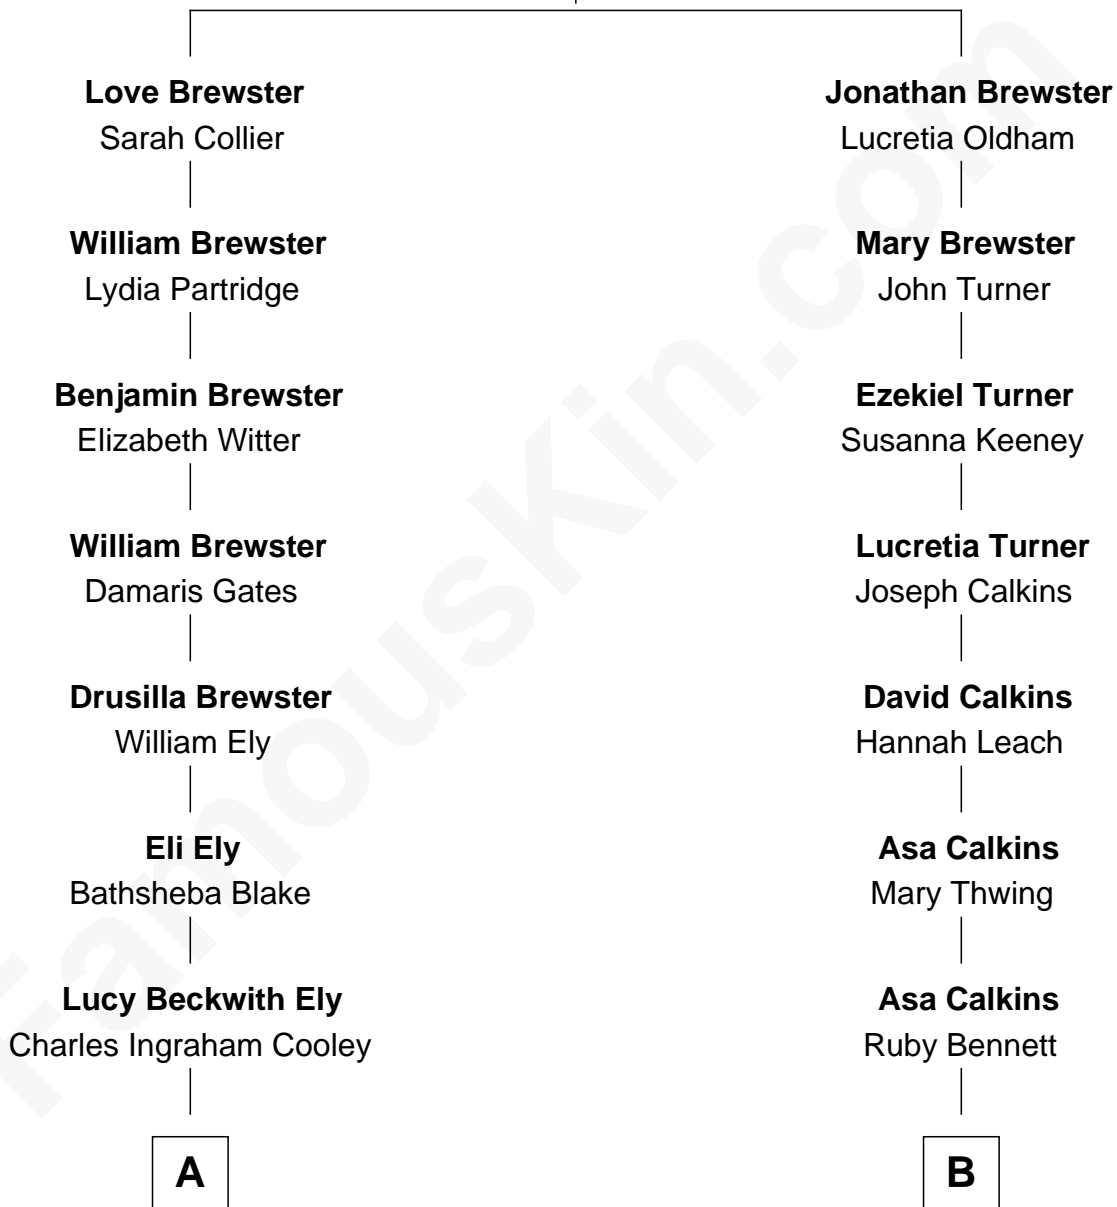 Love Brewster
Sarah Collier
William Brewster
Lydia Partridge
Benjamin Brewster
Elizabeth Witter
William Brewster
Damaris Gates
Drusilla Brewster
William Ely
Eli Ely
Bathsheba Blake
Lucy Beckwith Ely
Charles Ingraham Cooley
A
Jonathan Brewster
Lucretia Oldham
Mary Brewster
John Turner
Ezekiel Turner
Susanna Keeney
Lucretia Turner
Joseph Calkins
David Calkins
Hannah Leach
Asa Calkins
Mary Thwing
Asa Calkins
Ruby Bennett
B
FamousKin.com